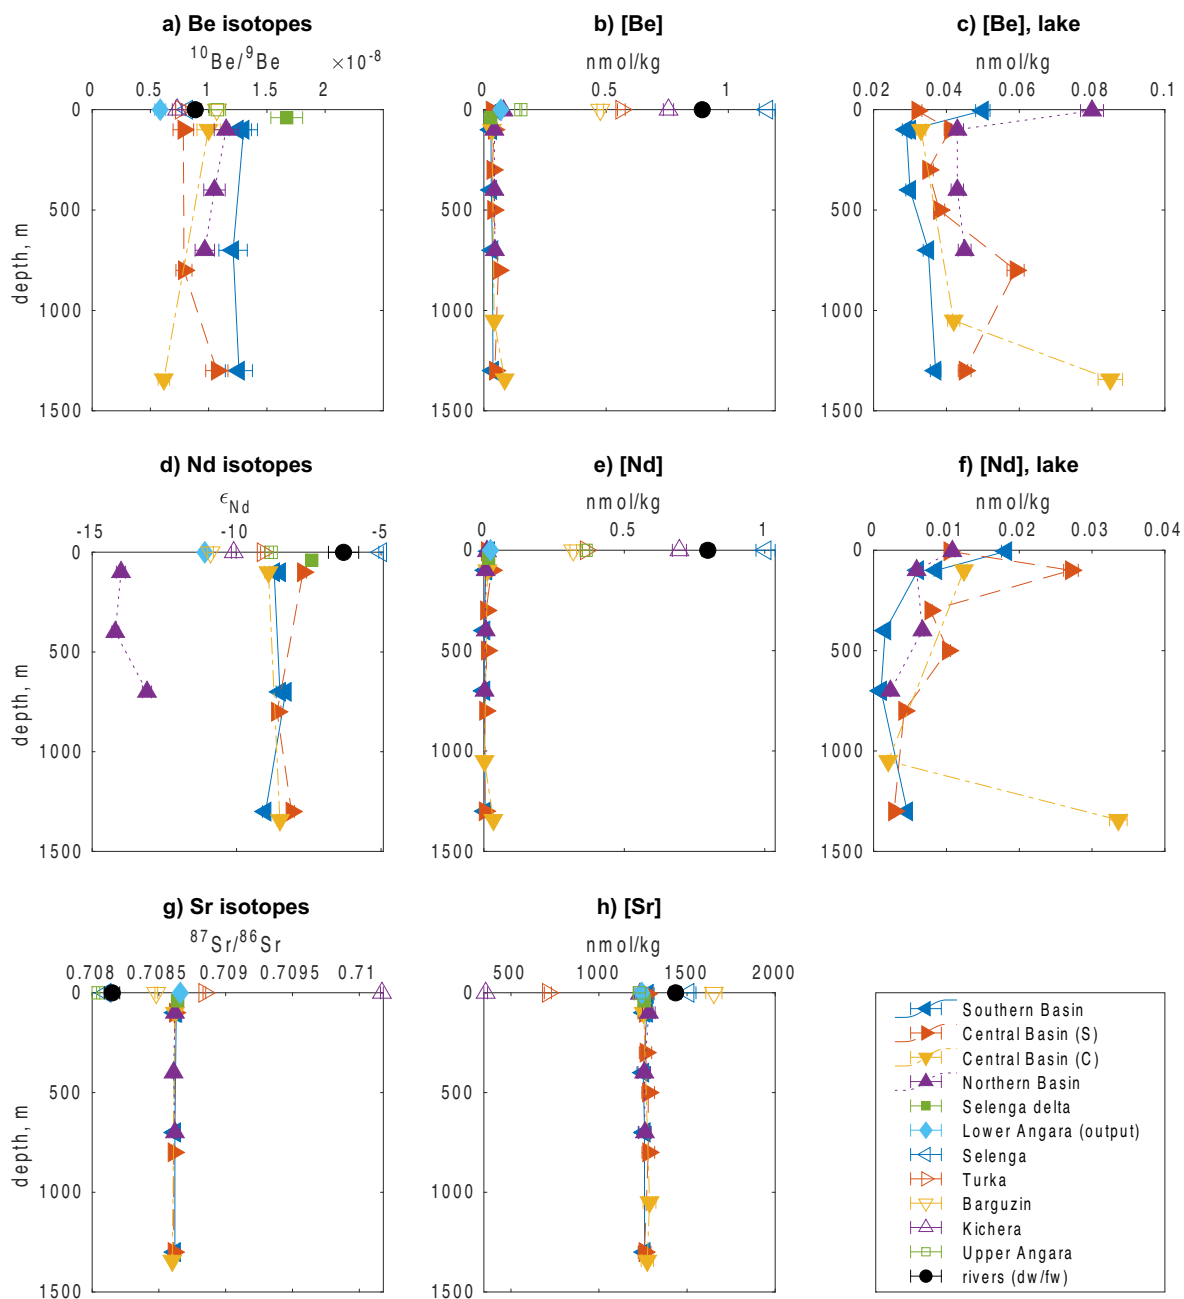 a) Be isotopes
b) [Be]
c) [Be], lake
10Be/9Be
×10-8
nmol/kg
nmol/kg
0 0.5 1 1.5 2
0 0.5 1
0.02 0.04 0.06 0.08 0.1
0
500
1000
1500
depth, m
0
500
1000
1500
0
500
1000
1500
d) Nd isotopes
e) [Nd]
f) [Nd], lake
ϵNd
nmol/kg
nmol/kg
-15 -10 -5
0 0.5 1
0 0.01 0.02 0.03 0.04
0
500
1000
1500
depth, m
0
500
1000
1500
0
500
1000
1500
g) Sr isotopes
h) [Sr]
87Sr/86Sr
nmol/kg
0.708 0.7085 0.709 0.7095 0.71
500 1000 1500 2000
0
500
1000
1500
depth, m
0
500
1000
1500
Southern Basin
Central Basin (S)
Central Basin (C)
Northern Basin
Selenga delta
Lower Angara (output)
Selenga
Turka
Barguzin
Kichera
Upper Angara
rivers (dw/fw)